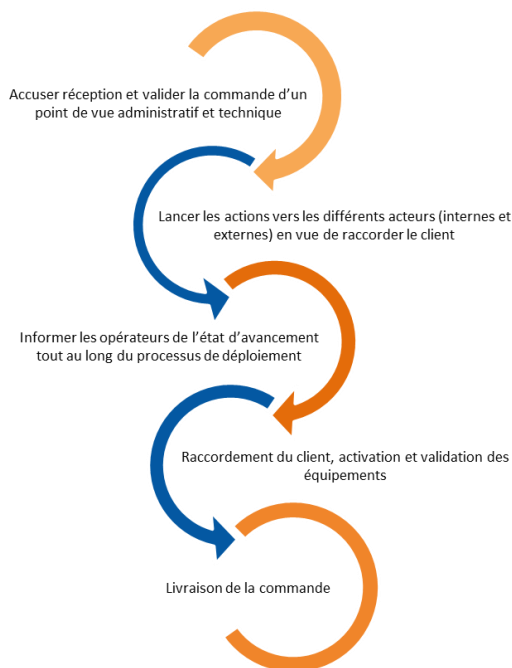 Accuser réception et valider la commande d’un
point de vue administratif et technique
Lancer les actions vers les différents acteurs (internes et
externes) en vue de raccorder le client
Informer les opérateurs de l’état d’avancement
tout au long du processus de déploiement
Raccordement du client, activation et validation des
équipements
Livraison de la commande